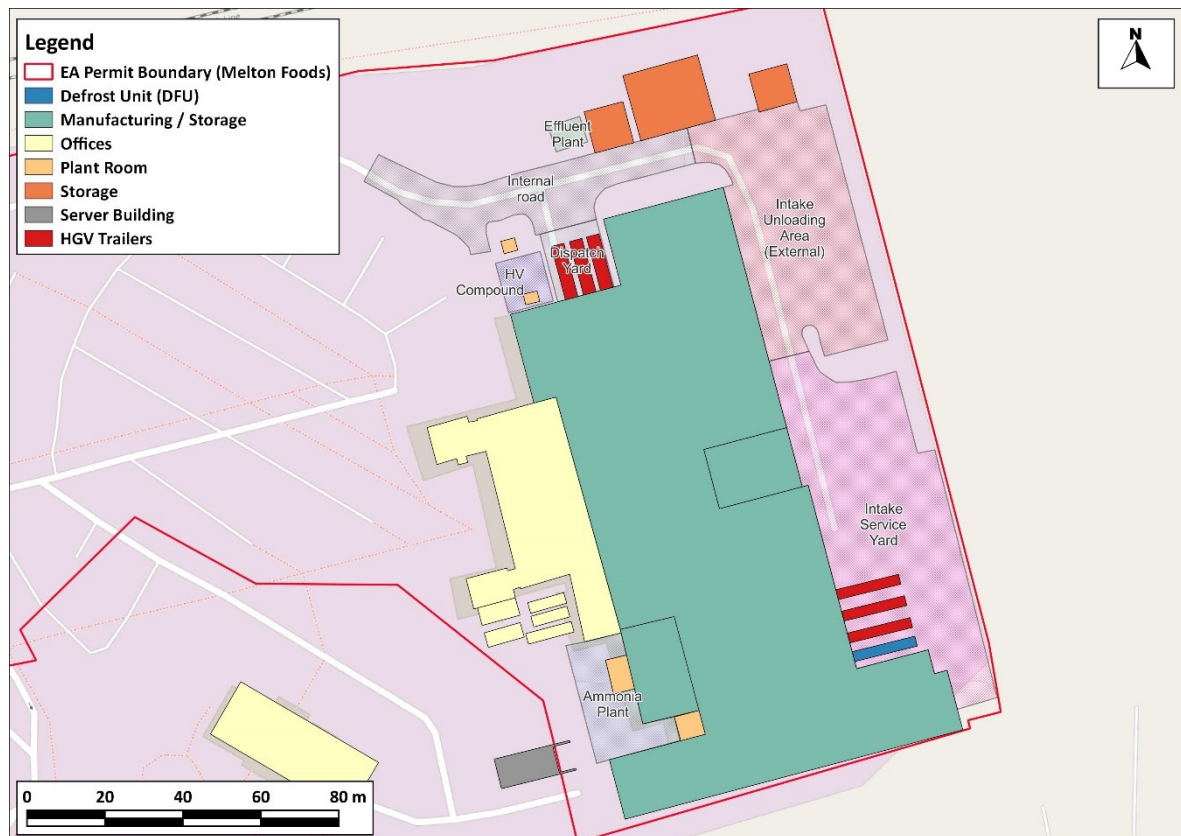 Legend
EA Permit Boundary (Melton Foods)
Defrost Unit (DFU)
Manufacturing / Storage
Offices
Plant Room
Storage
Server Building
HGV Trailers
N
Effluent
Plant
Internal
road
Intake
Unloading
Area
(External)
Dispatch
Yard
HV
Compound
Intake
Service
Yard
Ammonia
Plant
0 20 40 60 80 m